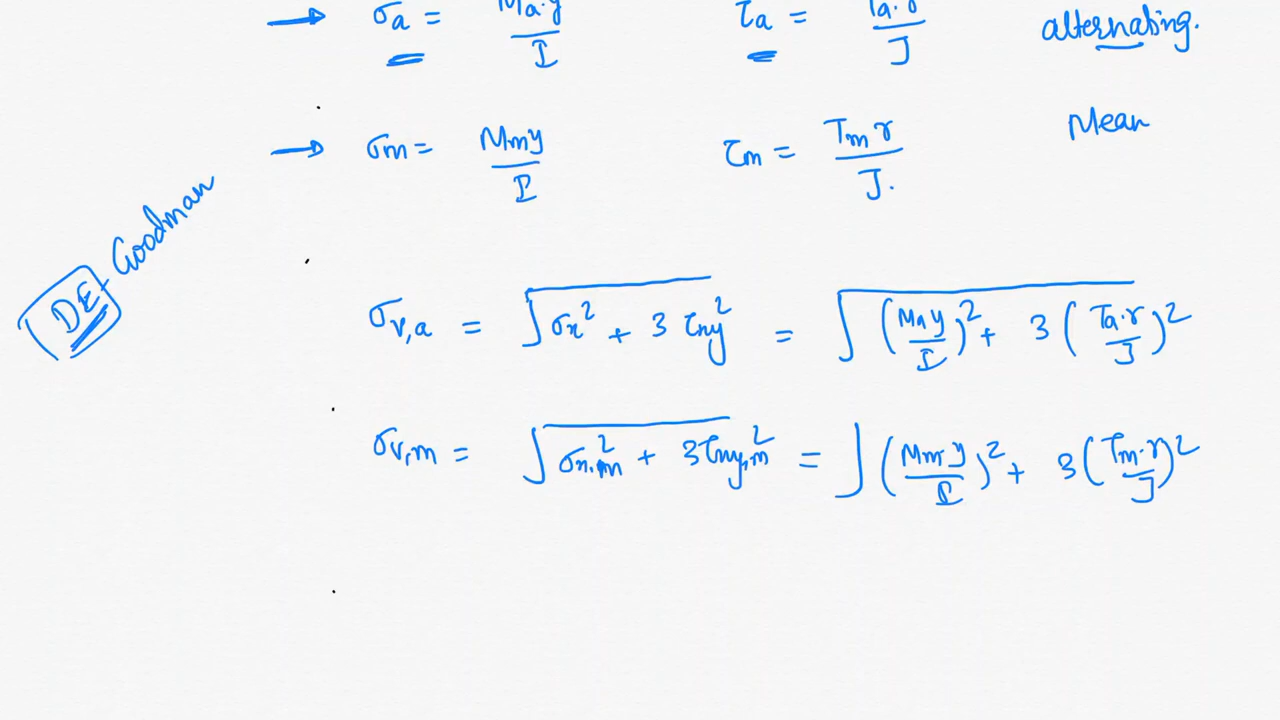 σa = Ma.y/I τa = Ta.r/J alternating.
σm = Mmy/I τm = Tm r/J. Mean
DE - Goodman
σv,a = √(σx² + 3 τxy²) = √((Ma y/I)² + 3 (Ta.r/J)²)
σv,m = √(σx,m² + 3τxy,m²) = √((Mm y/I)² + 3(Tm.r/J)²)